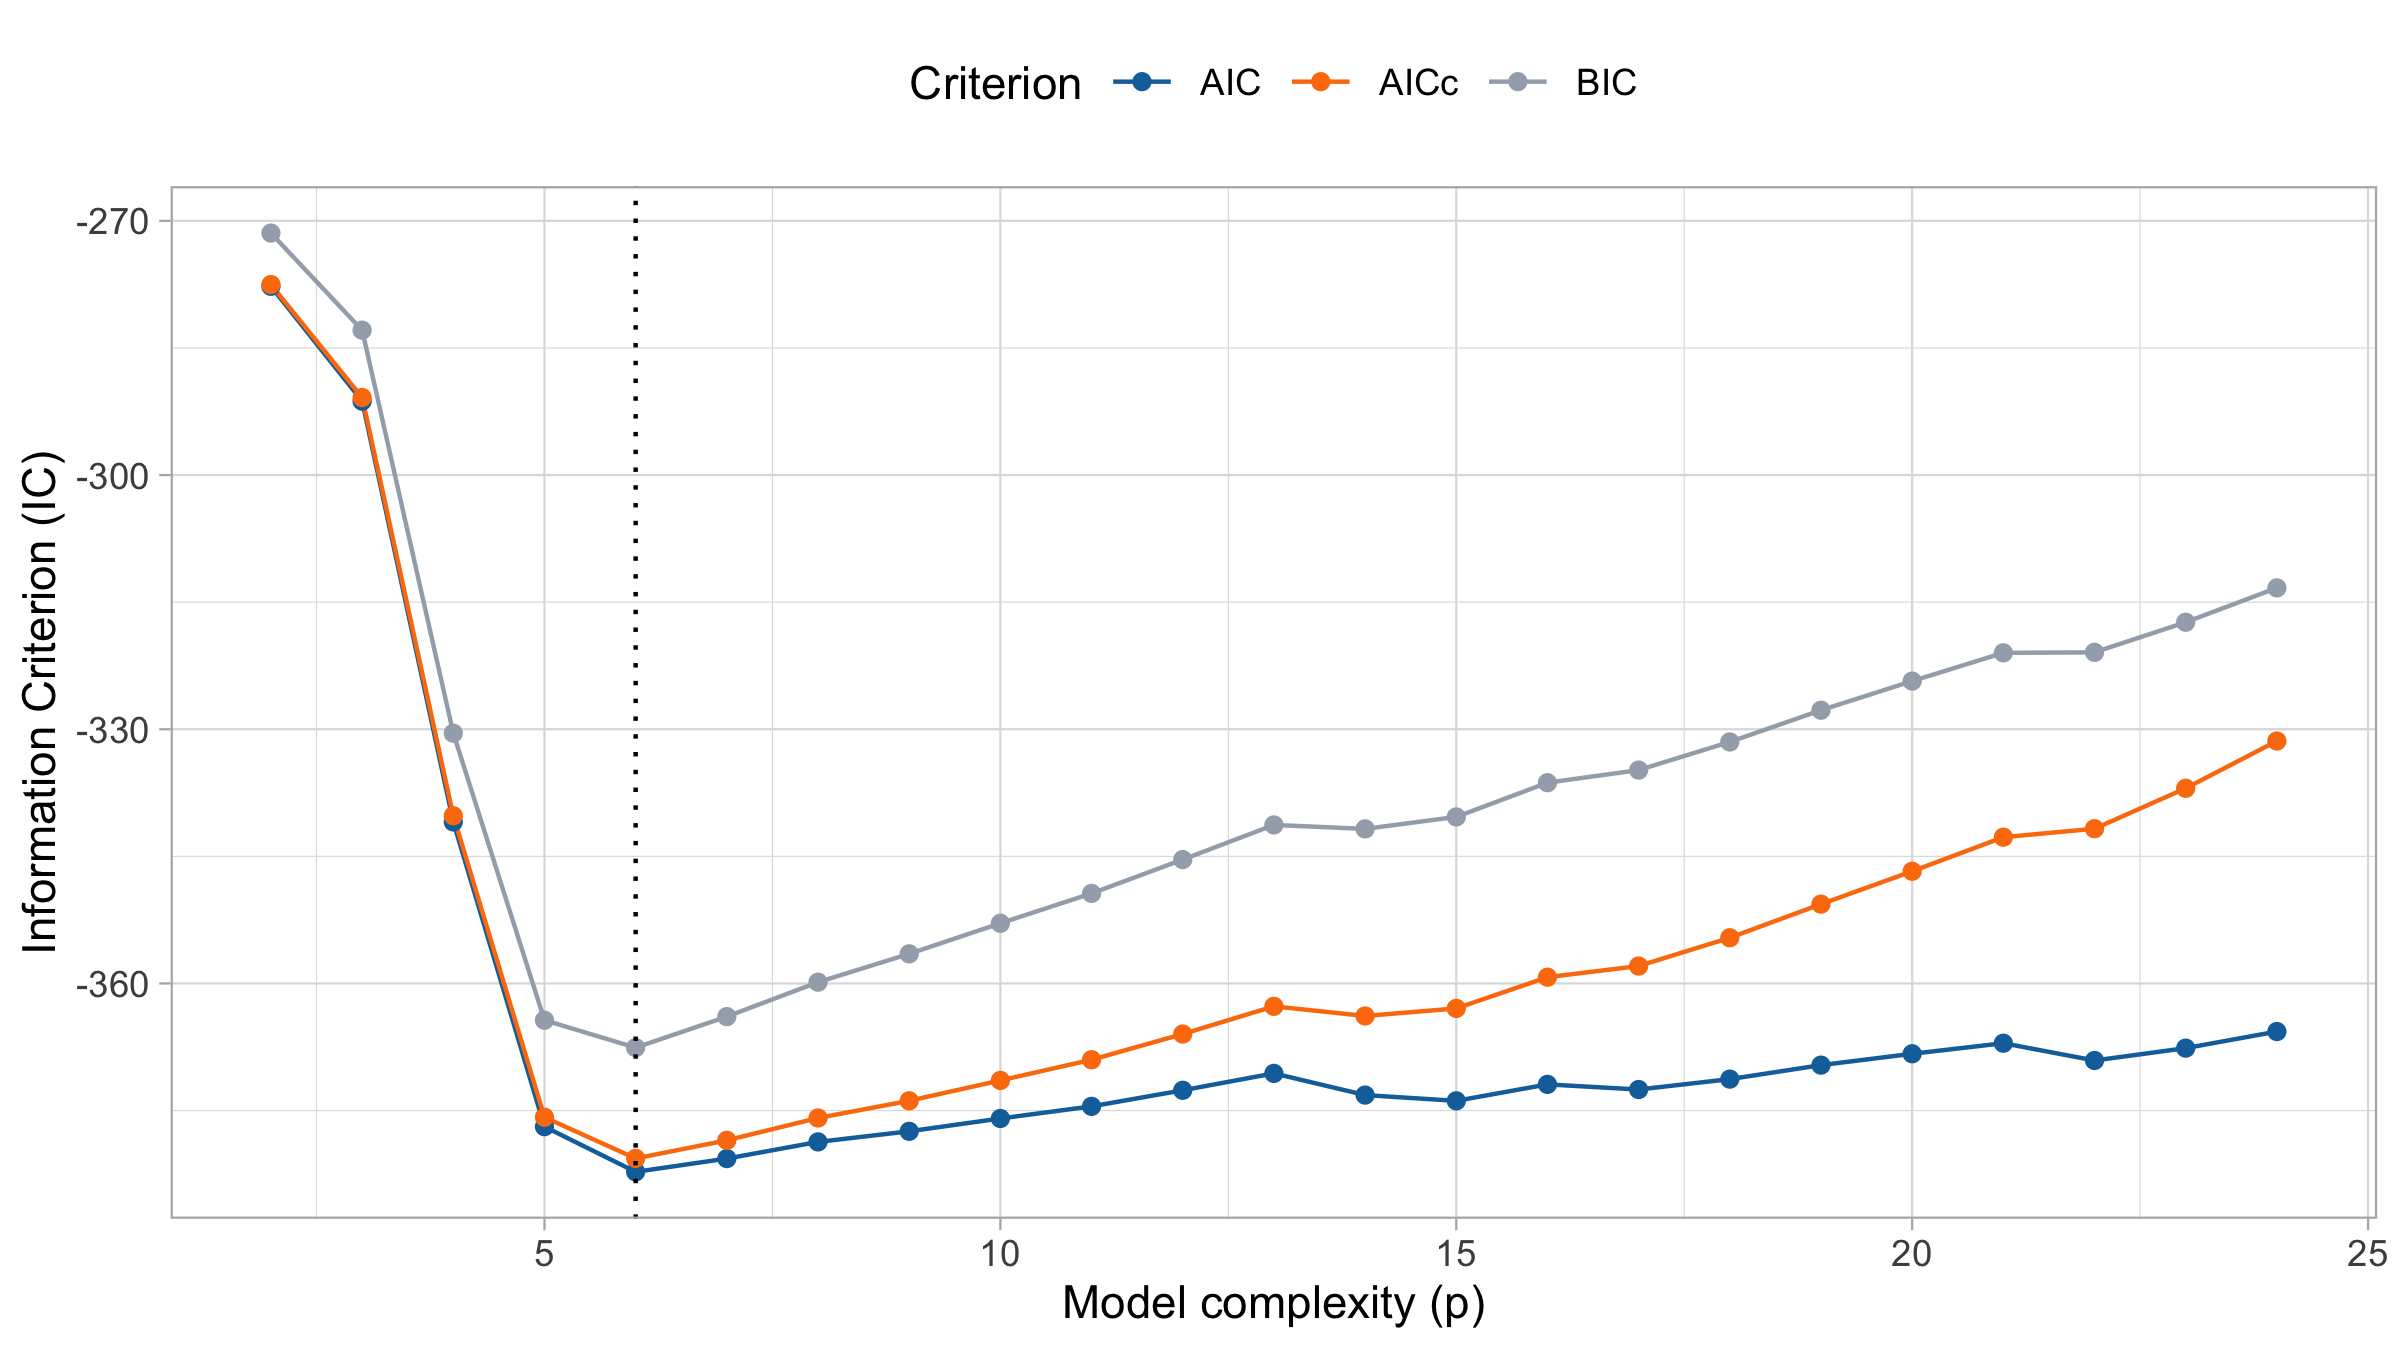 Criterion AIC AICc BIC
-270
-300
-330
-360
Information Criterion (IC)
5 10 15 20 25
Model complexity (p)